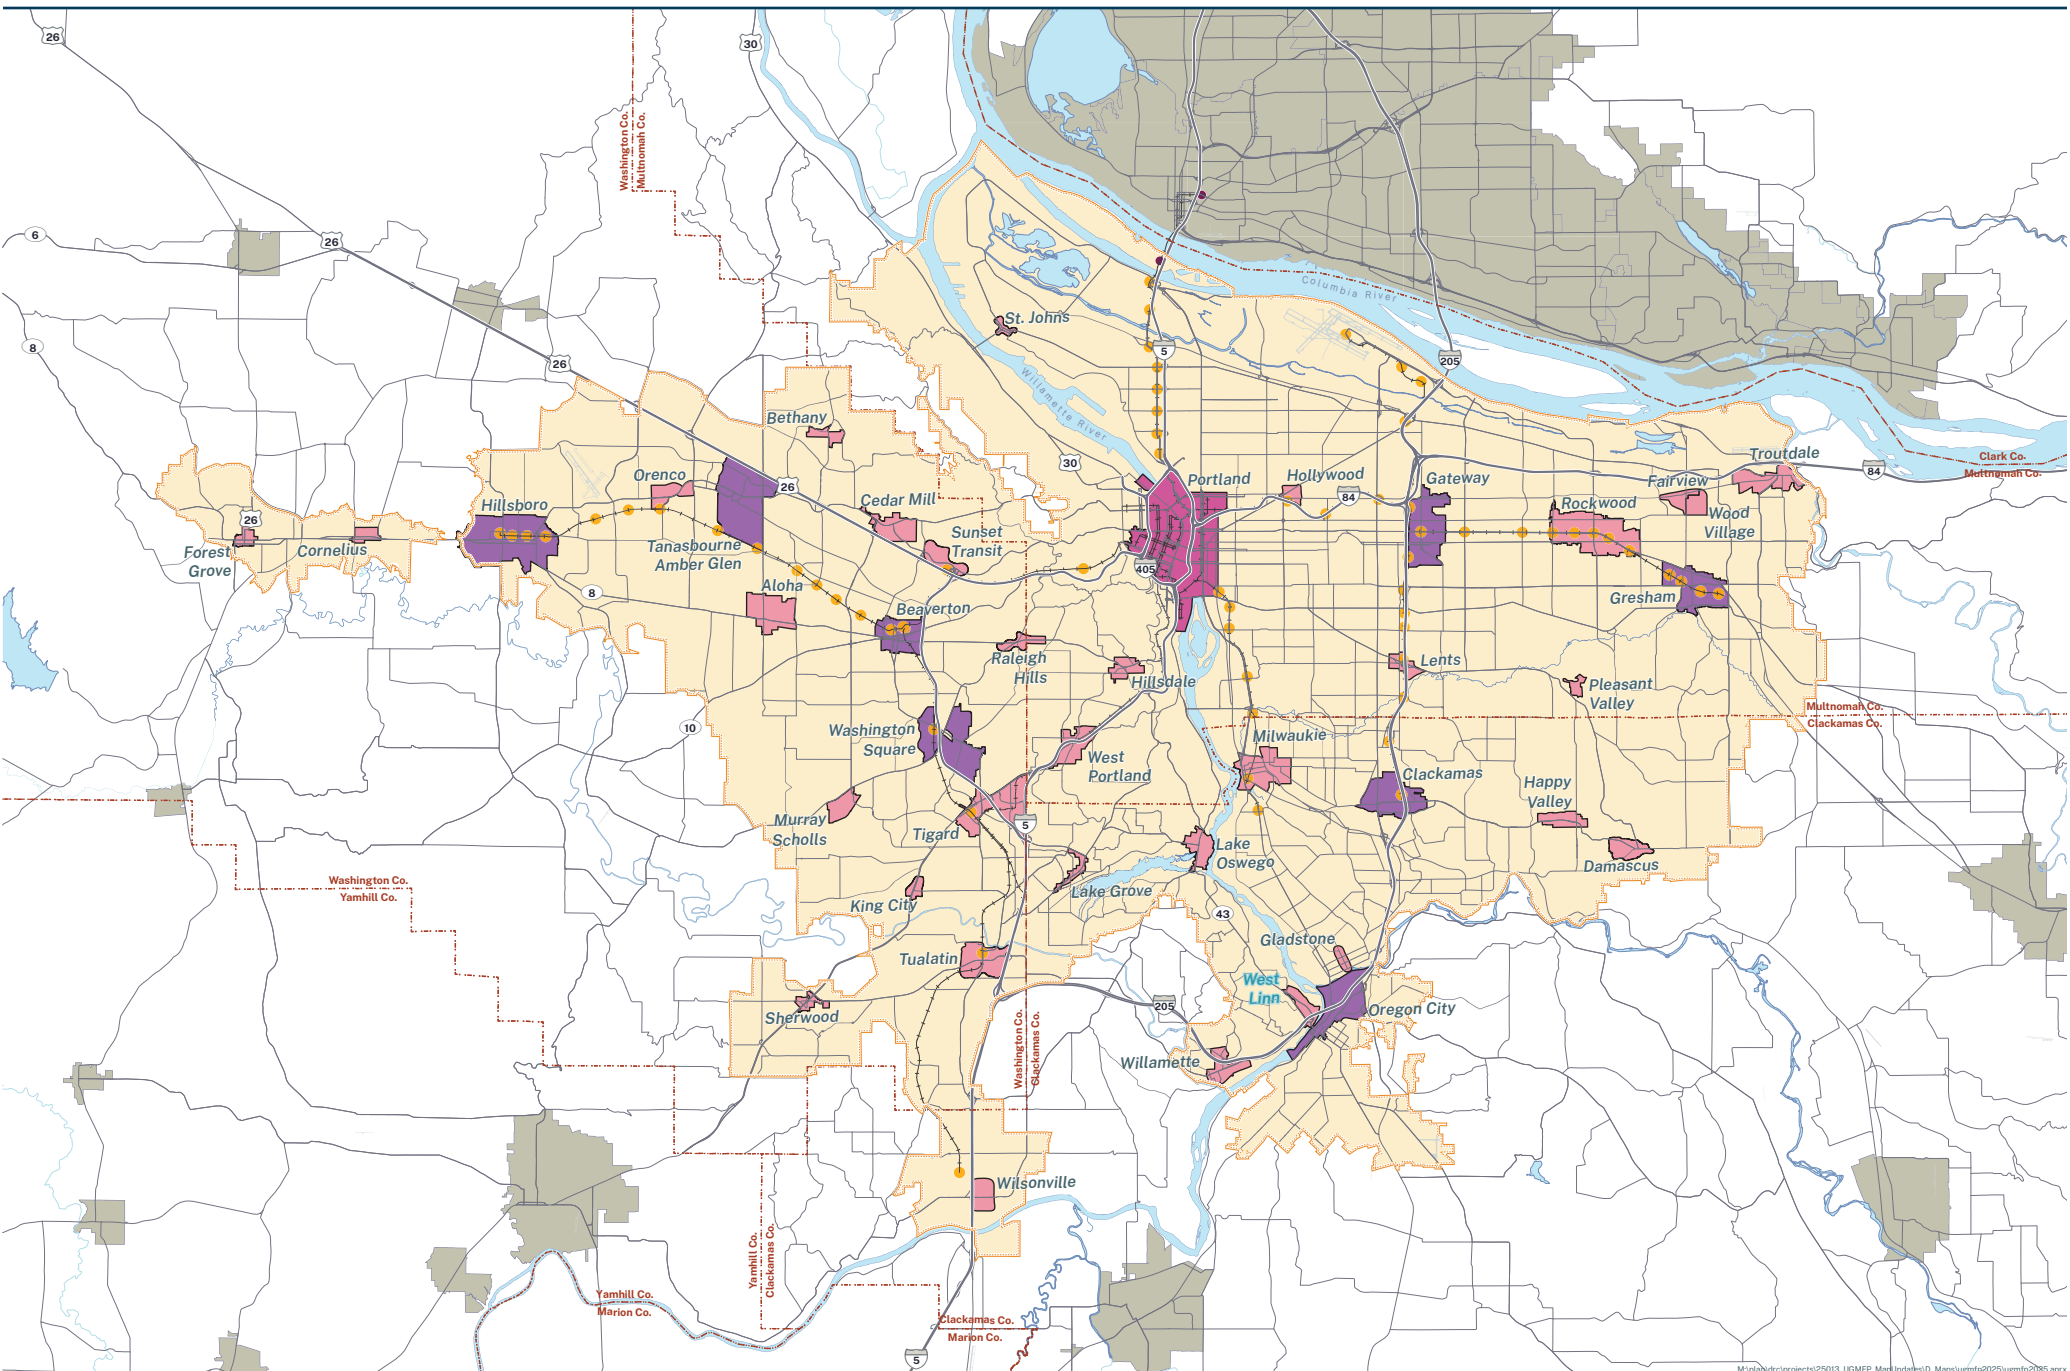 26
30
Washington Co.
Multnomah Co.
6
26
8
26
Columbia River
St. Johns
5
205
Willamette River
Bethany
30
Clark Co.
Multnomah Co.
84
Troutdale
Fairview
Wood
Village
Rockwood
Gateway
Hollywood
84
Portland
405
Orenco
26
Cedar Mill
Sunset
Transit
Hillsboro
26
Forest
Grove
Cornelius
Tanasbourne
Amber Glen
Aloha
8
Beaverton
Gresham
Raleigh
Hills
Hillsdale
Lents
Pleasant
Valley
Multnomah Co.
Clackamas Co.
10
Washington
Square
West
Portland
Milwaukie
Clackamas
Happy
Valley
Murray
Scholls
Tigard
5
Lake
Oswego
Damascus
Washington Co.
Yamhill Co.
King City
Lake Grove
43
Gladstone
Tualatin
West
Linn
205
Oregon City
Sherwood
Washington Co.
Clackamas Co.
Willamette
Wilsonville
Yamhill Co.
Clackamas Co.
Yamhill Co.
Marion Co.
Clackamas Co.
Marion Co.
5